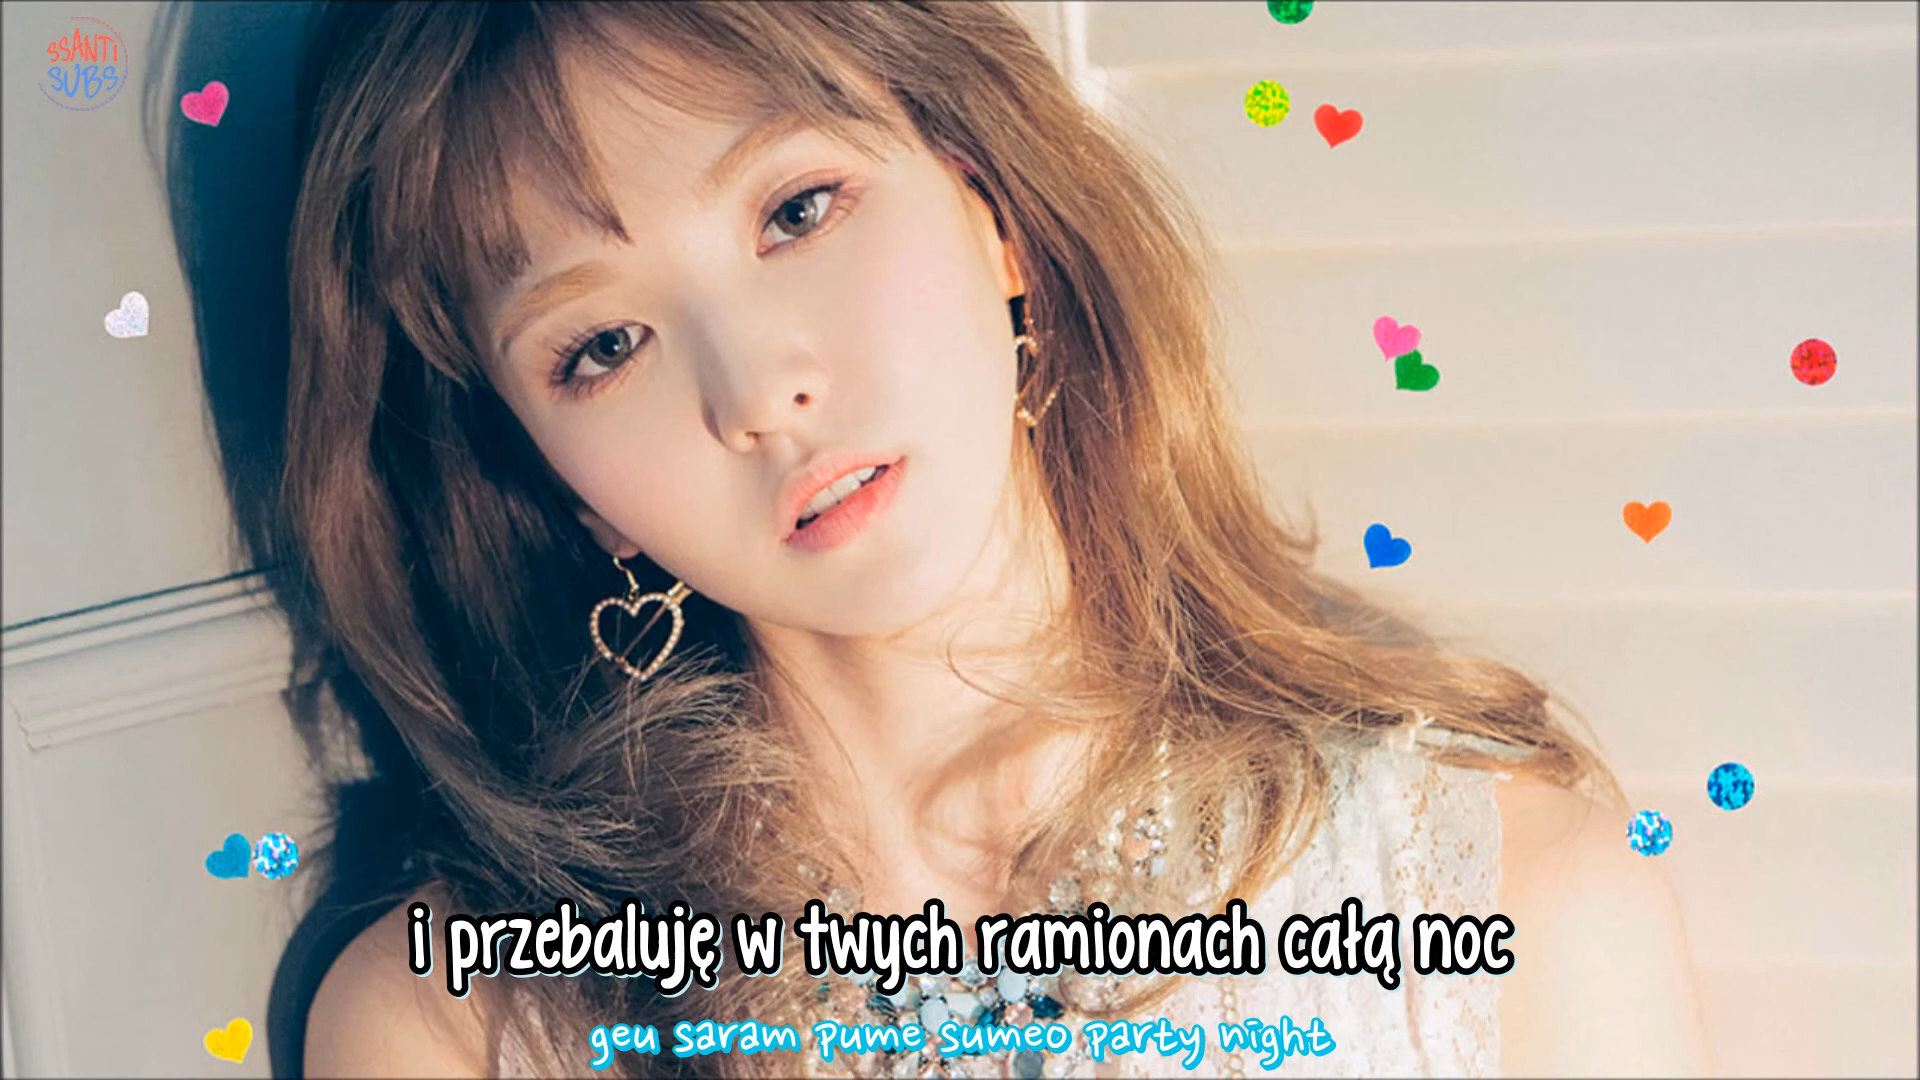 SSANTI
SUBS
i przebaluję w twych ramionach całą noc
geu saram pume sumeo party night